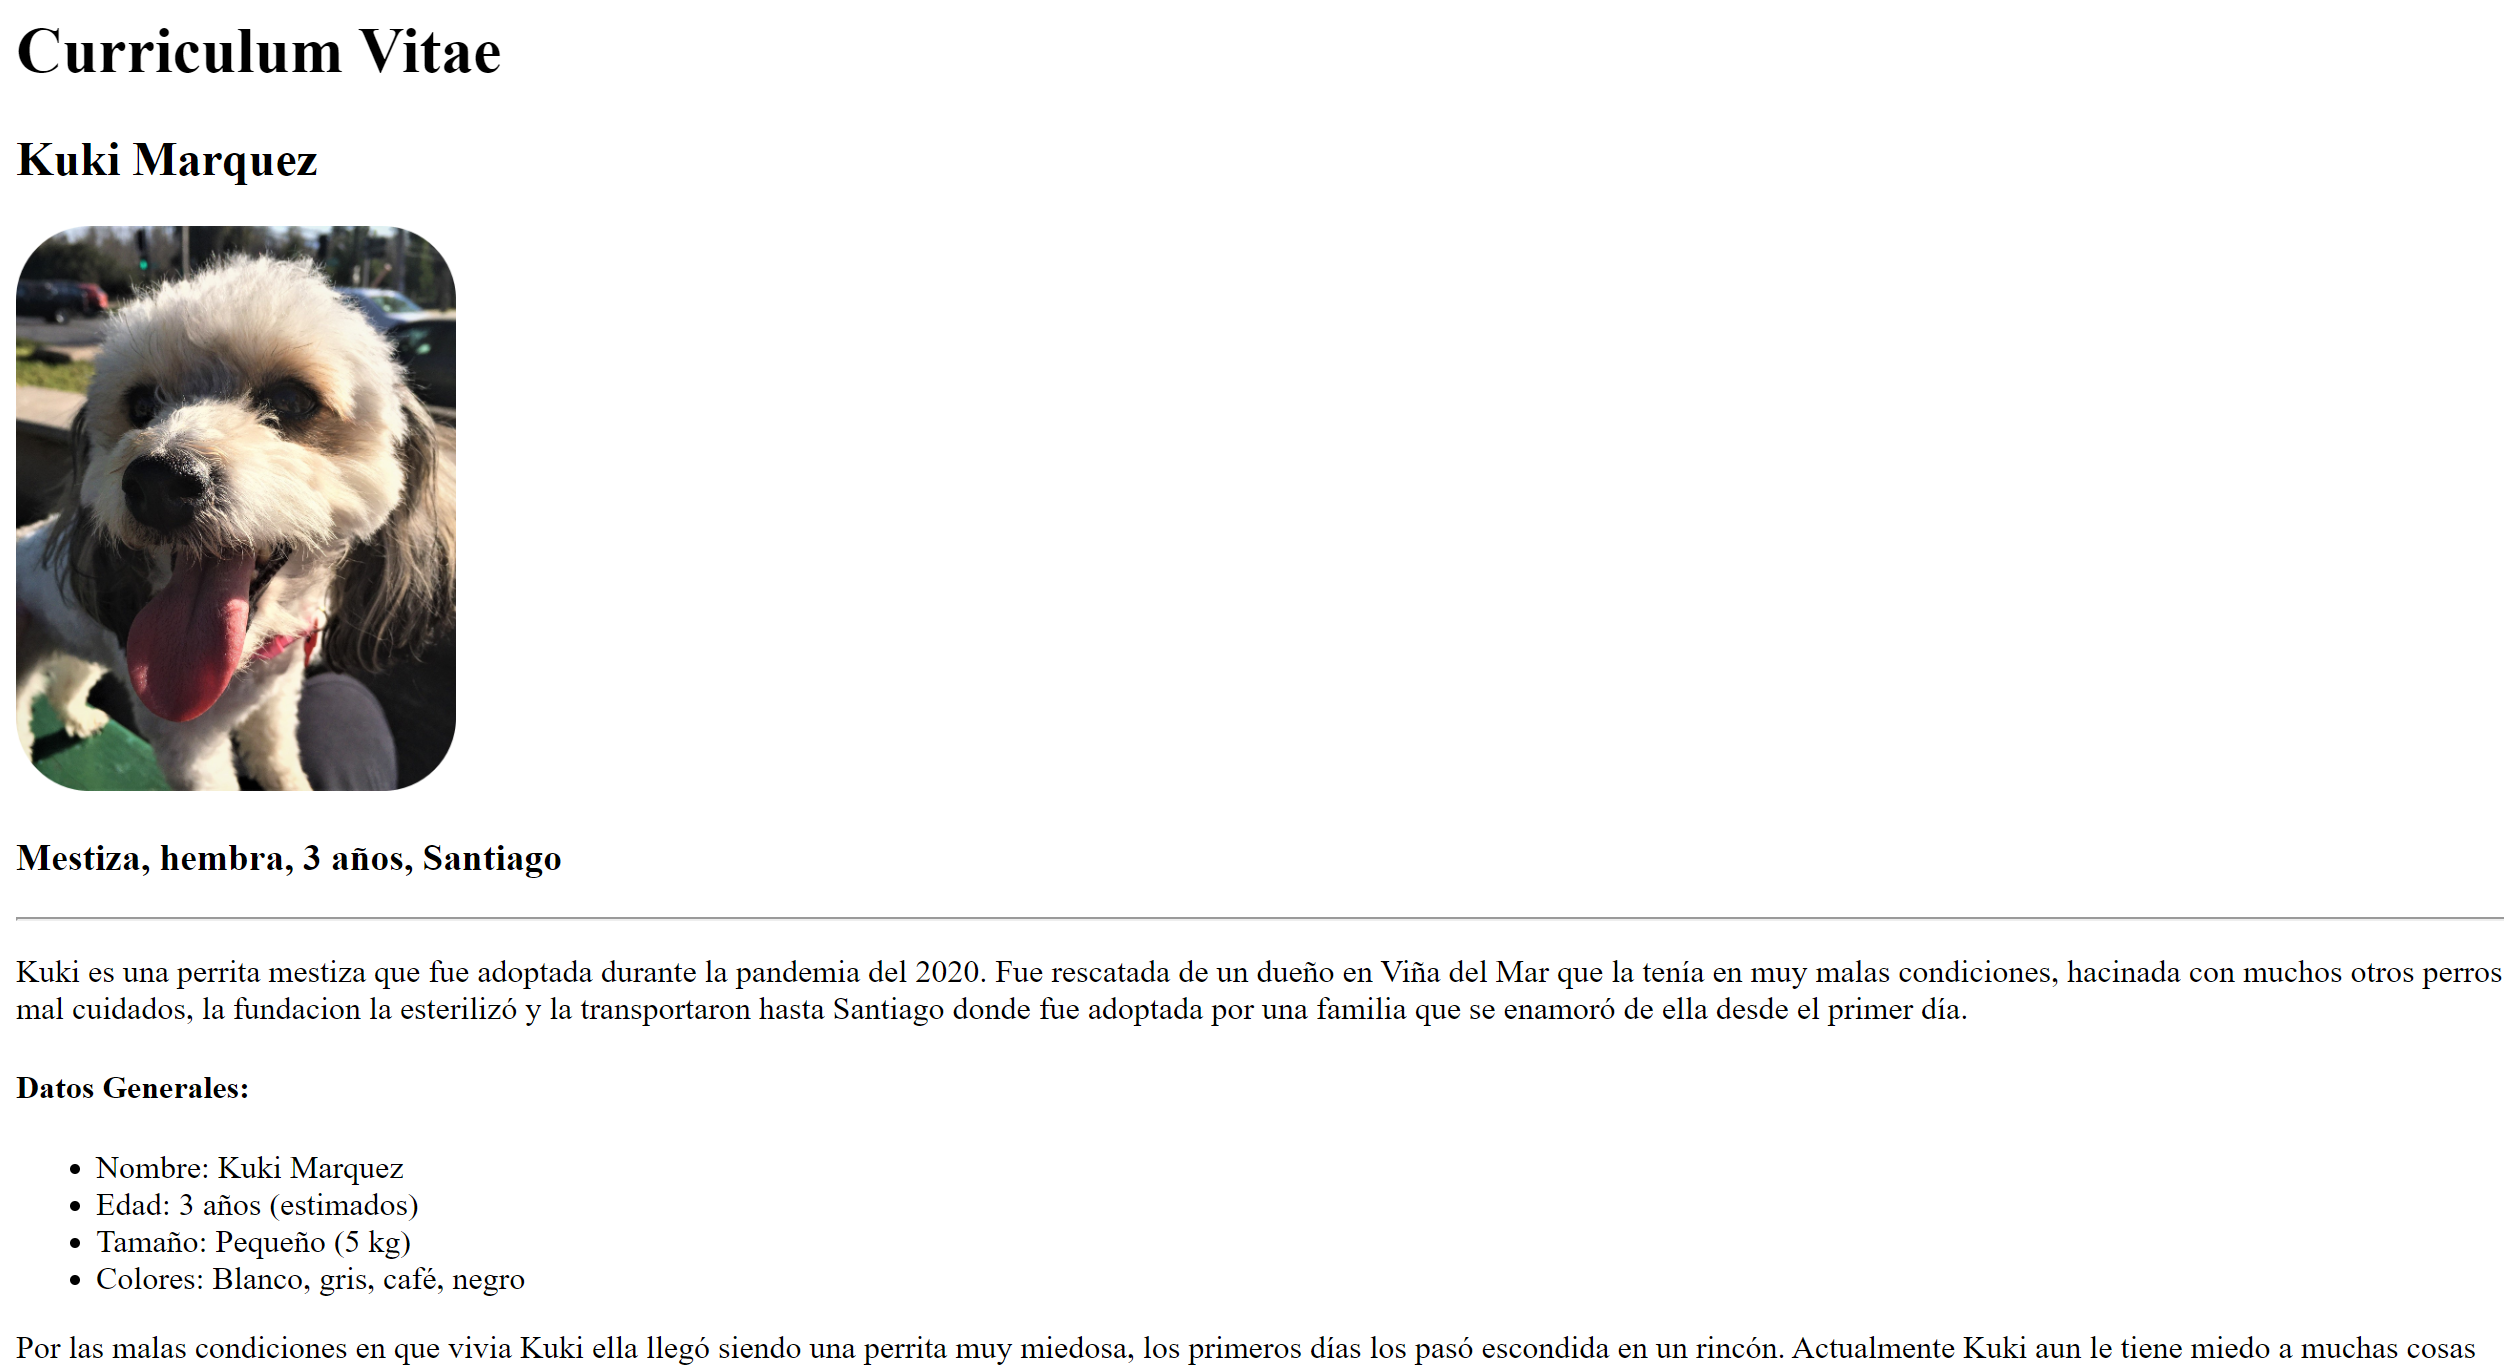 Curriculum Vitae
Kuki Marquez
Mestiza, hembra, 3 años, Santiago
Kuki es una perrita mestiza que fue adoptada durante la pandemia del 2020. Fue rescatada de un dueño en Viña del Mar que la tenía en muy malas condiciones, hacinada con muchos otros perros
mal cuidados, la fundacion la esterilizó y la transportaron hasta Santiago donde fue adoptada por una familia que se enamoró de ella desde el primer día.
Datos Generales:
• Nombre: Kuki Marquez
• Edad: 3 años (estimados)
• Tamaño: Pequeño (5 kg)
• Colores: Blanco, gris, café, negro
Por las malas condiciones en que vivia Kuki ella llegó siendo una perrita muy miedosa, los primeros días los pasó escondida en un rincón. Actualmente Kuki aun le tiene miedo a muchas cosas